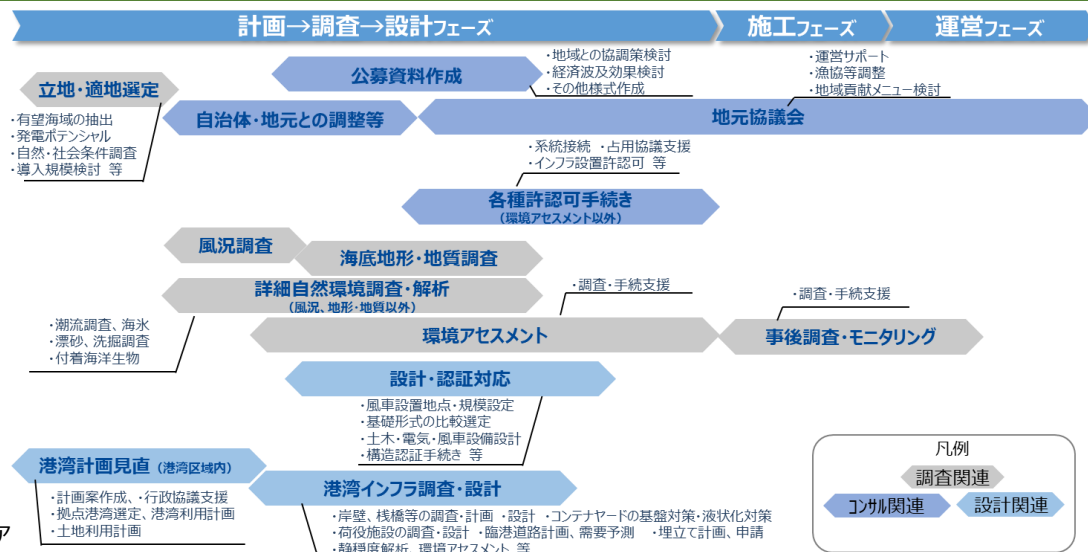 計画→調査→設計フェーズ
施工フェーズ
運営フェーズ
立地・適地選定
・有望海域の抽出
・発電ポテンシャル
・自然・社会条件調査
・導入規模検討 等
公募資料作成
・地域との協調策検討
・経済波及効果検討
・その他様式作成
・運営サポート
・漁協等調整
・地域貢献メニュー検討
自治体・地元との調整等
地元協議会
・系統接続 ・占用協議支援
・インフラ設置許認可 等
各種許認可手続き
(環境アセスメント以外)
風況調査
海底地形・地質調査
詳細自然環境調査・解析
(風況、地形・地質以外)
・潮流調査、海氷
・漂砂、洗掘調査
・付着海洋生物
・調査・手続支援
環境アセスメント
・調査・手続支援
事後調査・モニタリング
設計・認証対応
・風車設置地点・規模設定
・基礎形式の比較選定
・土木・電気・風車設備設計
・構造認証手続き 等
港湾計画見直 (港湾区域内)
・計画案作成、・行政協議支援
・拠点港湾選定、港湾利用計画
・土地利用計画
港湾インフラ調査・設計
・岸壁、桟橋等の調査・計画 ・設計 ・コンテナヤードの基盤対策・液状化対策
・荷役施設の調査・設計 ・臨港道路計画、需要予測 ・埋立て計画、申請
・静穏度解析、環境アセスメント 等
凡例
調査関連
コンサル関連
設計関連
ア